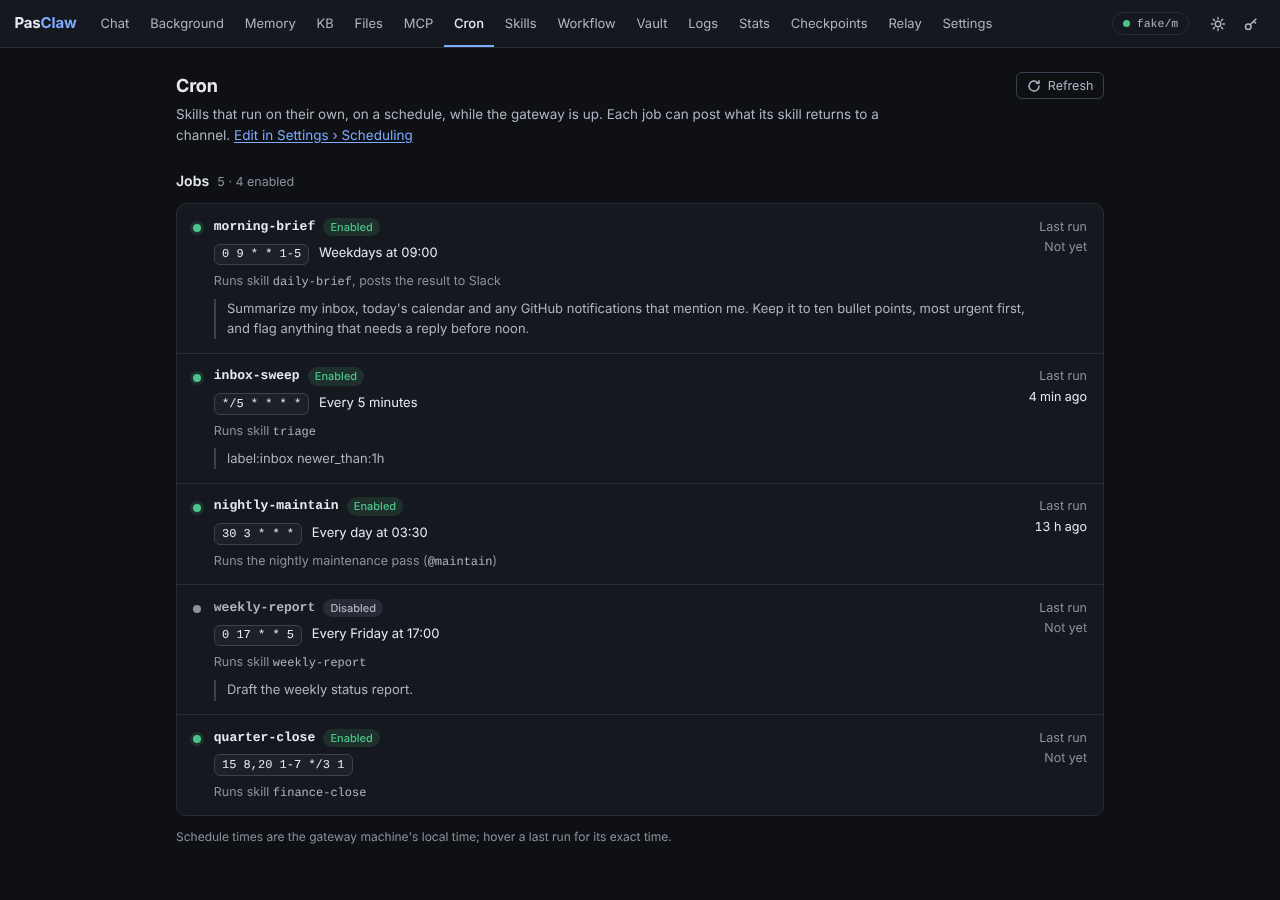 PasClaw Chat Background Memory KB Files MCP Cron Skills Workflow Vault Logs Stats Checkpoints Relay Settings fake/m
Cron
Refresh
Skills that run on their own, on a schedule, while the gateway is up. Each job can post what its skill returns to a
channel. Edit in Settings › Scheduling
Jobs 5 · 4 enabled
morning-brief Enabled
Last run
0 9 * * 1-5 Weekdays at 09:00
Not yet
Runs skill daily-brief, posts the result to Slack
Summarize my inbox, today's calendar and any GitHub notifications that mention me. Keep it to ten bullet points, most urgent first,
and flag anything that needs a reply before noon.
inbox-sweep Enabled
Last run
*/5 * * * * Every 5 minutes
4 min ago
Runs skill triage
label:inbox newer_than:1h
nightly-maintain Enabled
Last run
30 3 * * * Every day at 03:30
13 h ago
Runs the nightly maintenance pass (@maintain)
weekly-report Disabled
Last run
0 17 * * 5 Every Friday at 17:00
Not yet
Runs skill weekly-report
Draft the weekly status report.
quarter-close Enabled
Last run
15 8,20 1-7 */3 1
Not yet
Runs skill finance-close
Schedule times are the gateway machine's local time; hover a last run for its exact time.